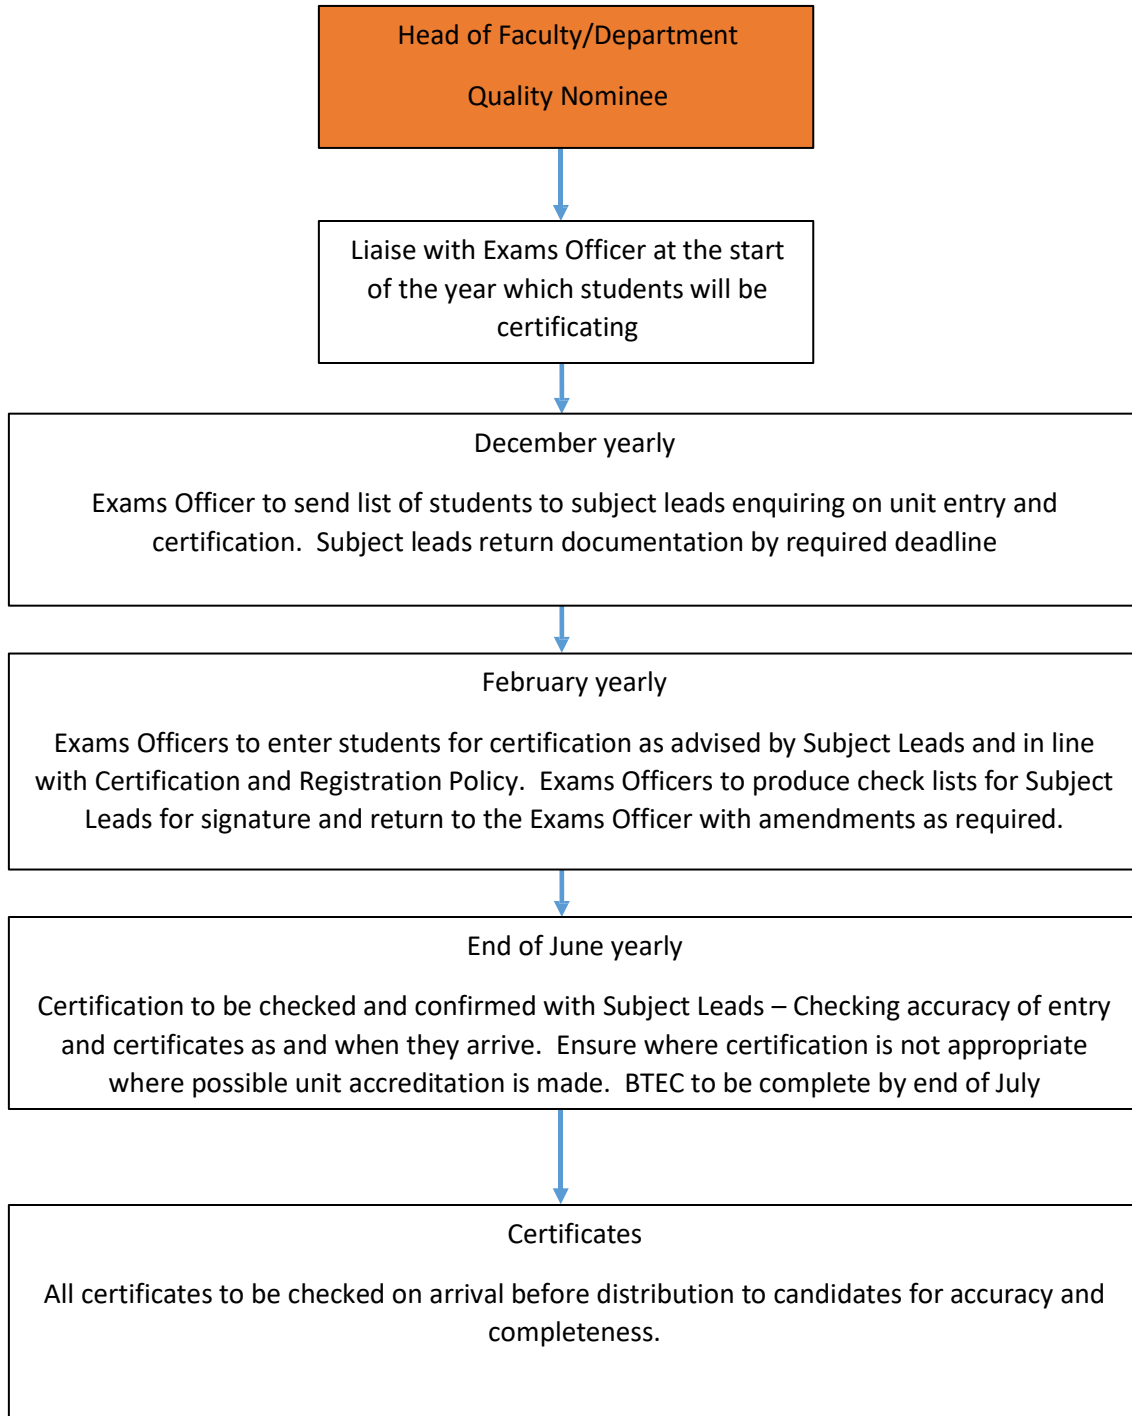 Head of Faculty/Department
Quality Nominee
Liaise with Exams Officer at the start
of the year which students will be
certificating
December yearly
Exams Officer to send list of students to subject leads enquiring on unit entry and
certification.  Subject leads return documentation by required deadline
February yearly
Exams Officers to enter students for certification as advised by Subject Leads and in line
with Certification and Registration Policy.  Exams Officers to produce check lists for Subject
Leads for signature and return to the Exams Officer with amendments as required.
End of June yearly
Certification to be checked and confirmed with Subject Leads – Checking accuracy of entry
and certificates as and when they arrive.  Ensure where certification is not appropriate
where possible unit accreditation is made.  BTEC to be complete by end of July
Certificates
All certificates to be checked on arrival before distribution to candidates for accuracy and
completeness.